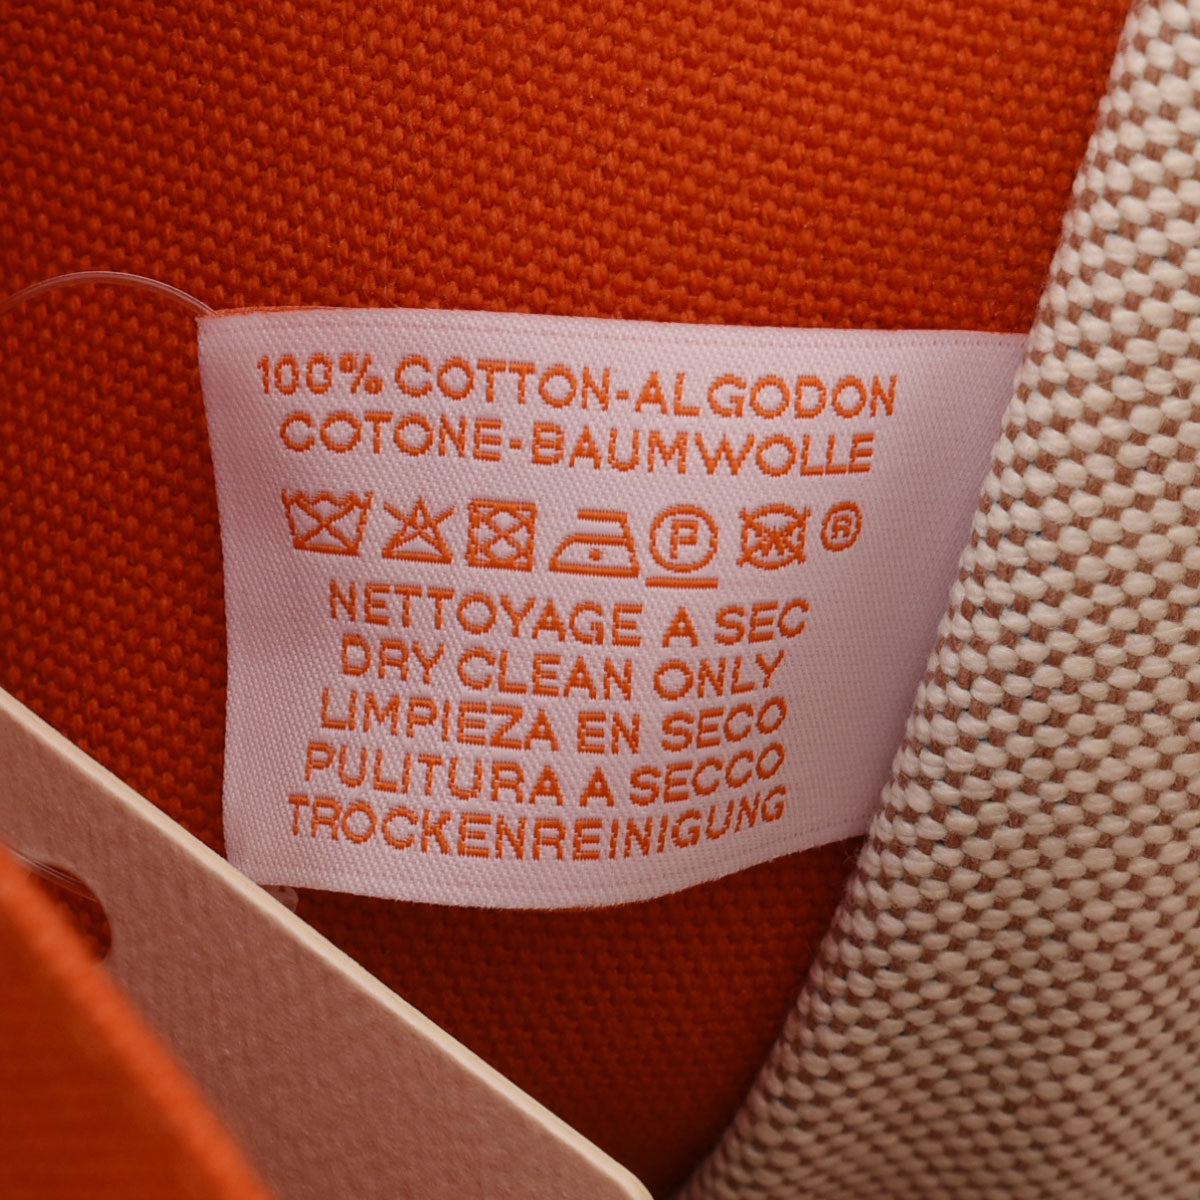 100% COTTON-ALGODON
COTONE-BAUMWOLLE
P ®
NETTOYAGE A SEC
DRY CLEAN ONLY
LIMPIEZA EN SECO
PULITURA A SECCO
TROCKENREINIGUNG